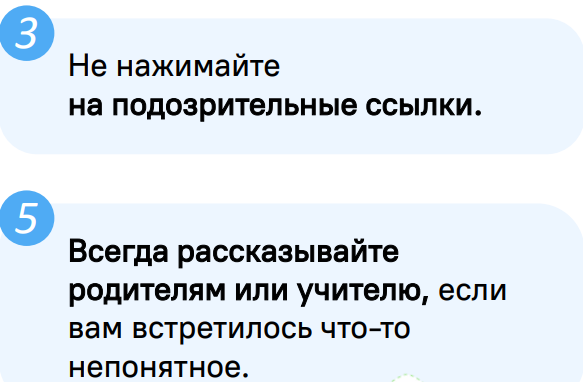 3
Не нажимайте
на подозрительные ссылки.
5
Всегда рассказывайте
родителям или учителю, если
вам встретилось что-то
непонятное.